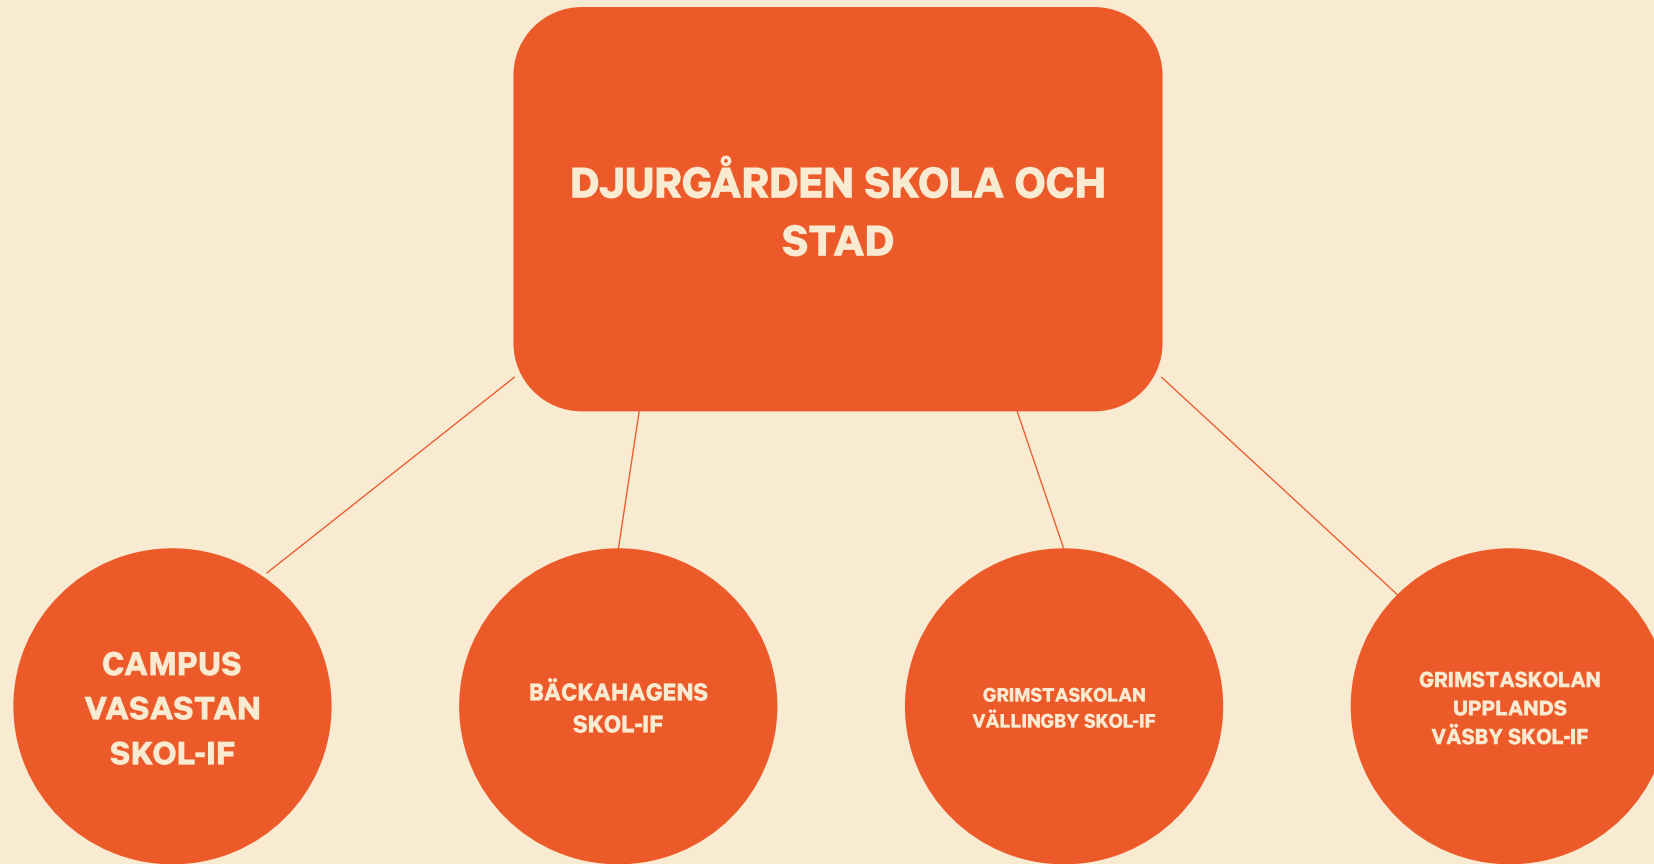 DJURGÅRDEN SKOLA OCH
STAD
CAMPUS
VASASTAN
SKOL-IF
BÄCKAHAGENS
SKOL-IF
GRIMSTASKOLAN
VÄLLINGBY SKOL-IF
GRIMSTASKOLAN
UPPLANDS
VÄSBY SKOL-IF